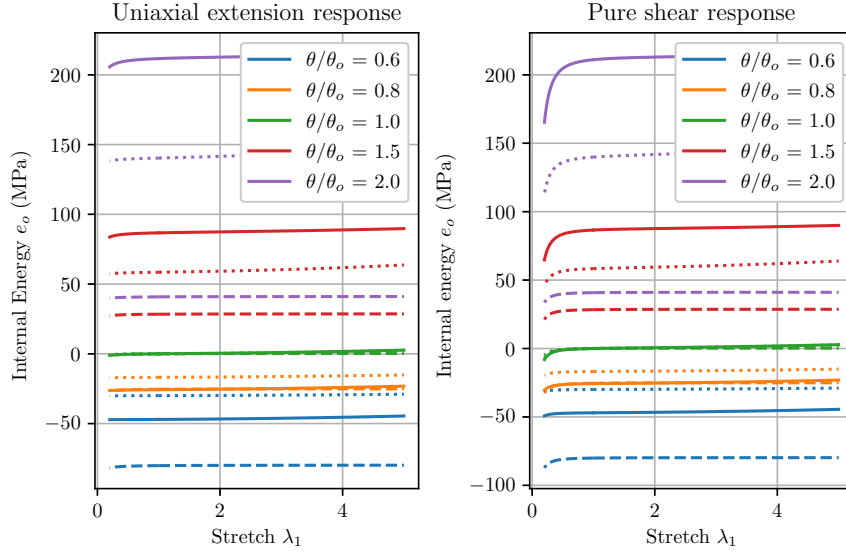 Uniaxial extension response
Internal Energy e_o (MPa)
200
150
100
50
0
−50
0
2
4
Stretch λ_1
θ/θ_o = 0.6
θ/θ_o = 0.8
θ/θ_o = 1.0
θ/θ_o = 1.5
θ/θ_o = 2.0
Pure shear response
Internal energy e_o (MPa)
200
150
100
50
0
−50
−100
0
2
4
Stretch λ_1
θ/θ_o = 0.6
θ/θ_o = 0.8
θ/θ_o = 1.0
θ/θ_o = 1.5
θ/θ_o = 2.0